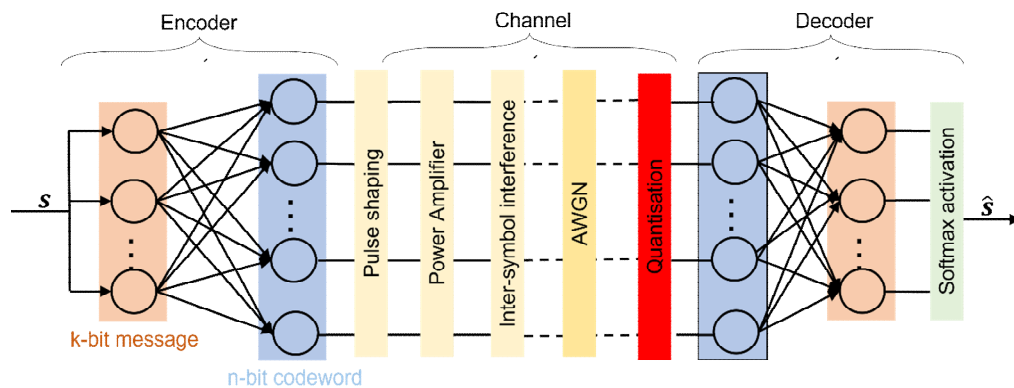 Encoder
Channel
Decoder
s
Pulse shaping
Power Amplifier
Inter-symbol interference
AWGN
Quantisation
Softmax activation
ŝ
k-bit message
n-bit codeword